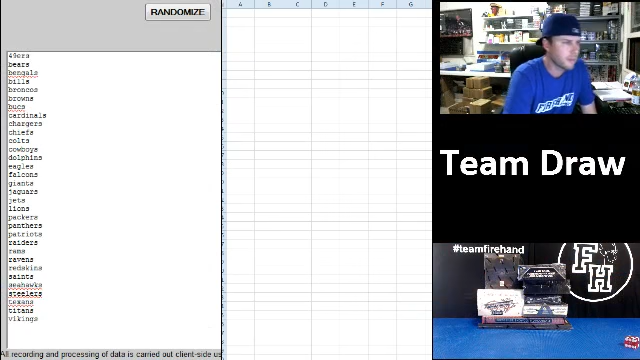 RANDOMIZE
49ers
bears
bengals
bills
broncos
browns
bucs
cardinals
chargers
chiefs
colts
cowboys
dolphins
eagles
falcons
giants
jaguars
jets
lions
packers
panthers
patriots
raiders
rams
ravens
redskins
saints
seahawks
steelers
texans
titans
vikings
All recording and processing of data is carried out client-side us
A B C D E F G
Team Draw
#teamfirehand
F H